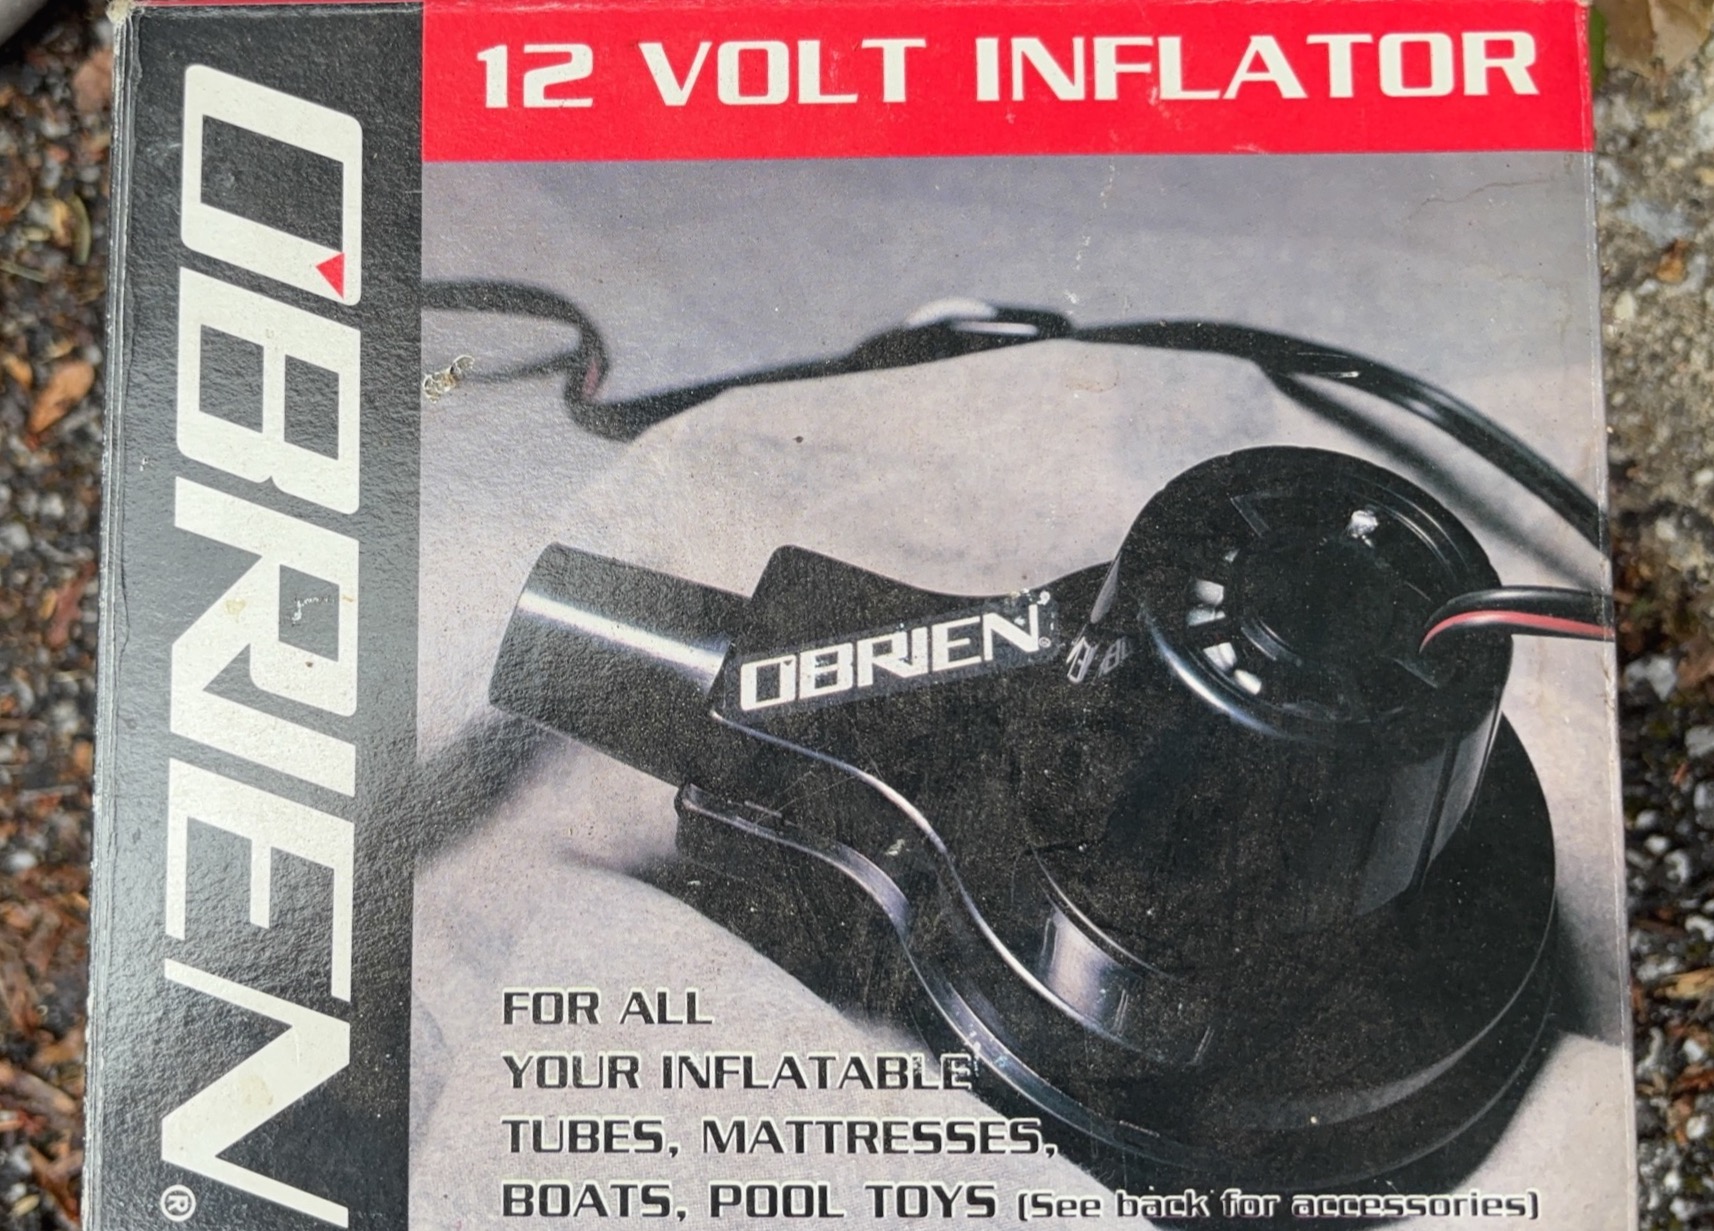 12 VOLT INFLATOR
O'BRIEN®
O'BRIEN®
FOR ALL
YOUR INFLATABLE
TUBES, MATTRESSES,
BOATS, POOL TOYS (See back for accessories)